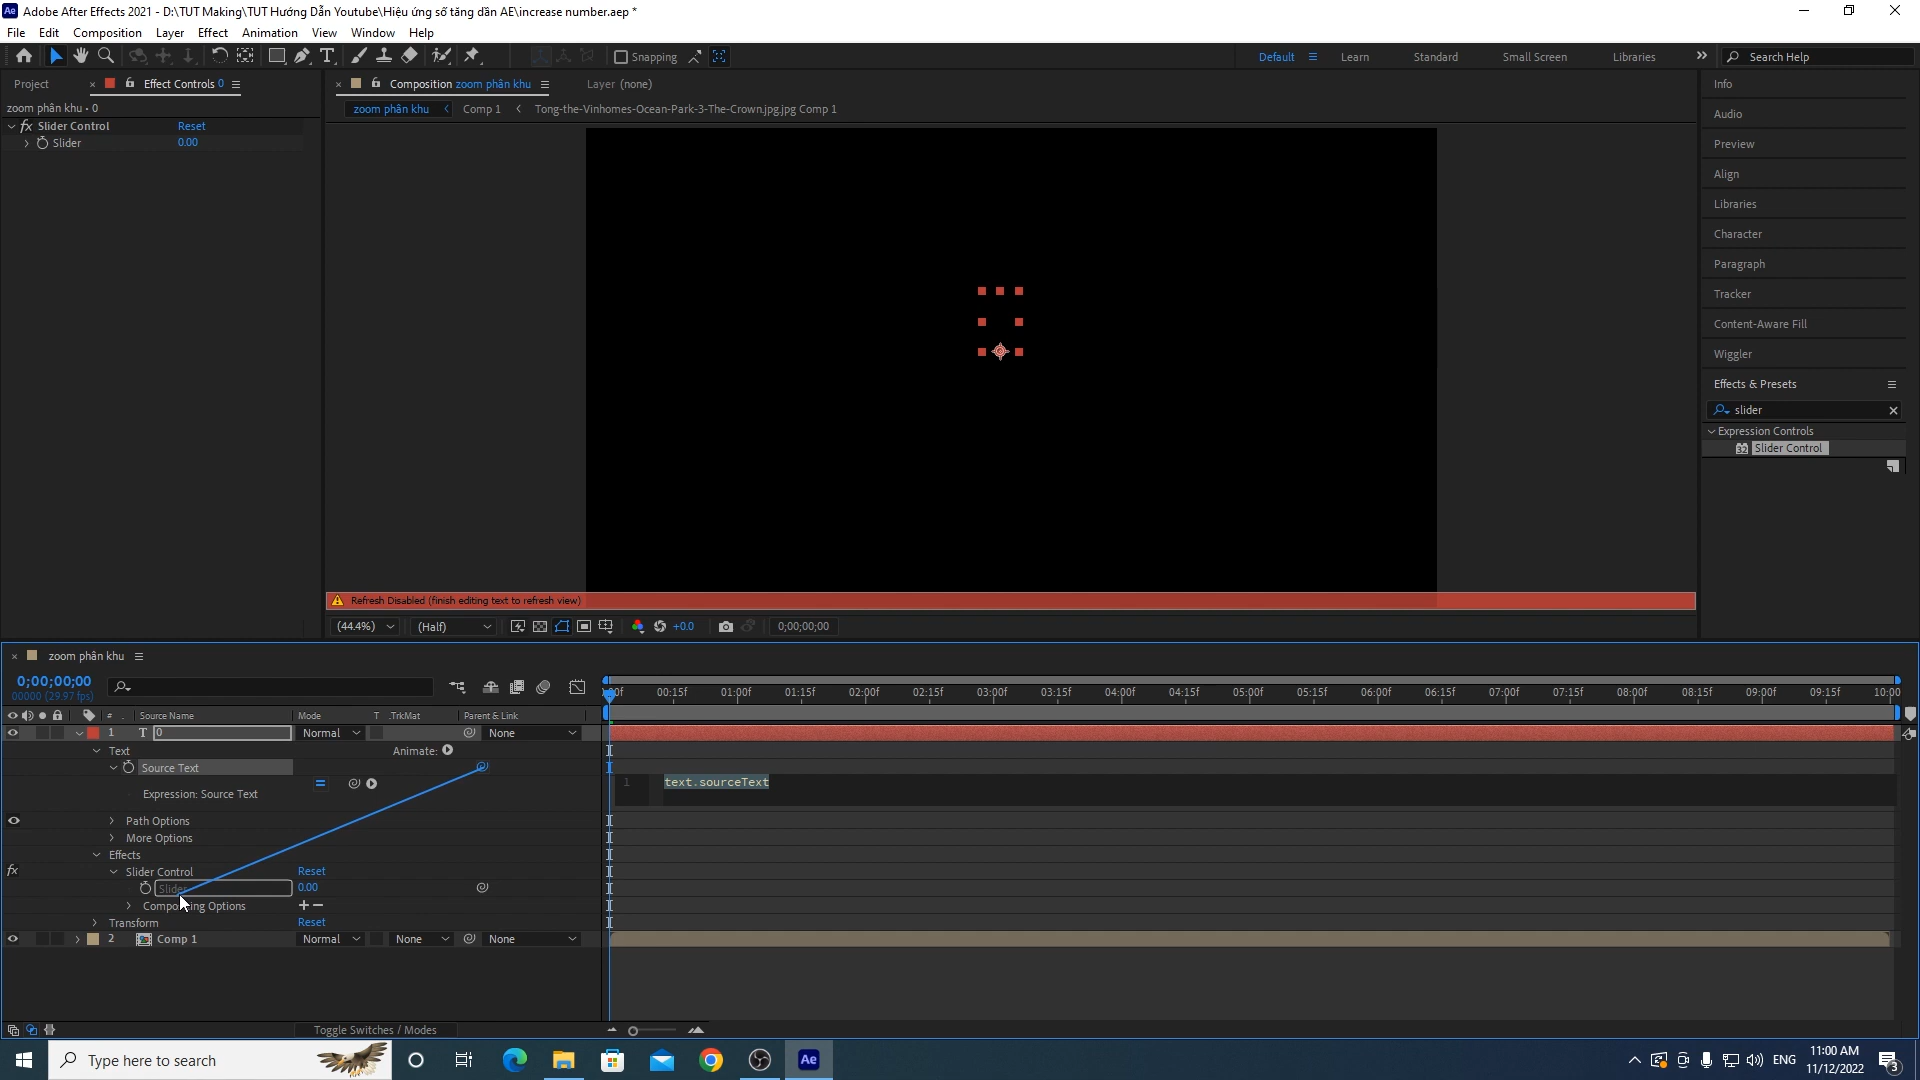 Ae Adobe After Effects 2021 - D:\TUT Making\TUT Hướng Dẫn Youtube\Hiệu ứng số tăng dần AE\increase number.aep *
File Edit Composition Layer Effect Animation View Window Help
Snapping Default Learn Standard Small Screen Libraries Search Help
Project Effect Controls 0
zoom phân khu • 0
fx Slider Control Reset
Slider 0.00
Composition zoom phân khu Layer (none)
zoom phân khu Comp 1 Tong-the-Vinhomes-Ocean-Park-3-The-Crown.jpg.jpg Comp 1
Info
Audio
Preview
Align
Libraries
Character
Paragraph
Tracker
Content-Aware Fill
Wiggler
Effects & Presets
slider
Expression Controls
32 Slider Control
Refresh Disabled (finish editing text to refresh view)
(44.4%) (Half) +0.0 0;00;00;00
zoom phân khu
0;00;00;00
00000 (29.97 fps)
00:15f 01:00f 01:15f 02:00f 02:15f 03:00f 03:15f 04:00f 04:15f 05:00f 05:15f 06:00f 06:15f 07:00f 07:15f 08:00f 08:15f 09:00f 09:15f 10:00
# Source Name Mode T .TrkMat Parent & Link
1 T 0 Normal None
Text Animate:
Source Text
1 text.sourceText
Expression: Source Text
Path Options
More Options
Effects
fx Slider Control Reset
Slider 0.00
Compositing Options + −
Transform Reset
2 Comp 1 Normal None None
Toggle Switches / Modes
Type here to search Ae ENG 11:00 AM
11/12/2022 3